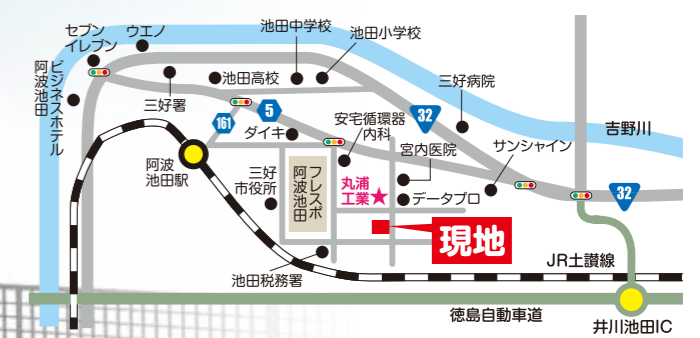 セブン
イレブン
ウエノ
池田中学校
池田小学校
ビジネスホテル
阿波池田
三好署
池田高校
三好病院
161
5
32
ダイキ
安宅循環器
内科
吉野川
宮内医院
サンシャイン
阿波
池田駅
三好
市役所
フレスポ
阿波池田
丸浦
工業★
データプロ
32
現地
池田税務署
JR土讃線
徳島自動車道
井川池田IC